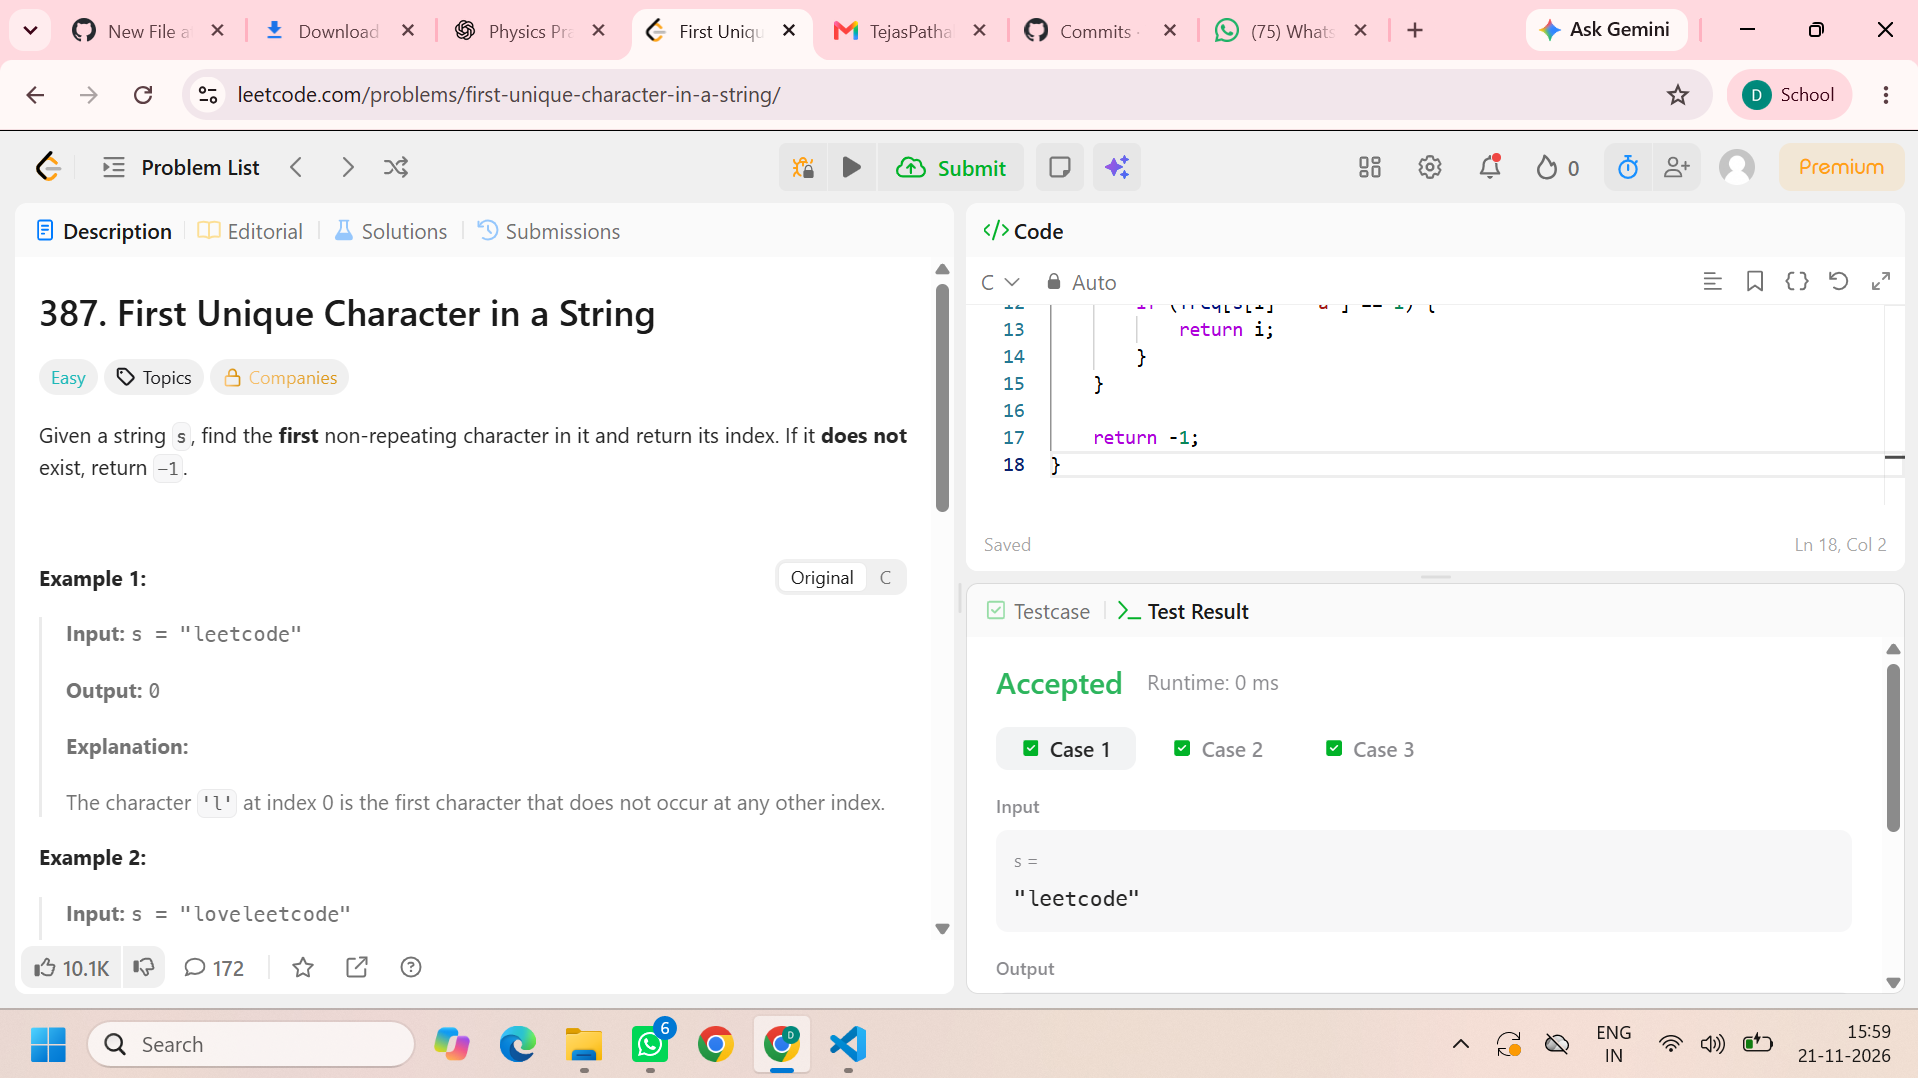 New File a
Download
Physics Pra
First Uniqu
TejasPathal
Commits ·
(75) Whats
Ask Gemini
leetcode.com/problems/first-unique-character-in-a-string/
D
School
Problem List
Submit
0
Premium
Description
Editorial
Solutions
Submissions
387. First Unique Character in a String
Easy
Topics
Companies
Given a string s, find the first non-repeating character in it and return its index. If it does not
exist, return -1.
Example 1:
Original
C
Input: s = "leetcode"
Output: 0
Explanation:
The character 'l' at index 0 is the first character that does not occur at any other index.
Example 2:
Input: s = "loveleetcode"
10.1K
172
</> Code
C
Auto
13 return i;
14 }
15 }
16
17 return -1;
18 }
Saved
Ln 18, Col 2
Testcase
Test Result
Accepted
Runtime: 0 ms
Case 1
Case 2
Case 3
Input
s =
"leetcode"
Output
Search
6
D
ENG
IN
15:59
21-11-2026